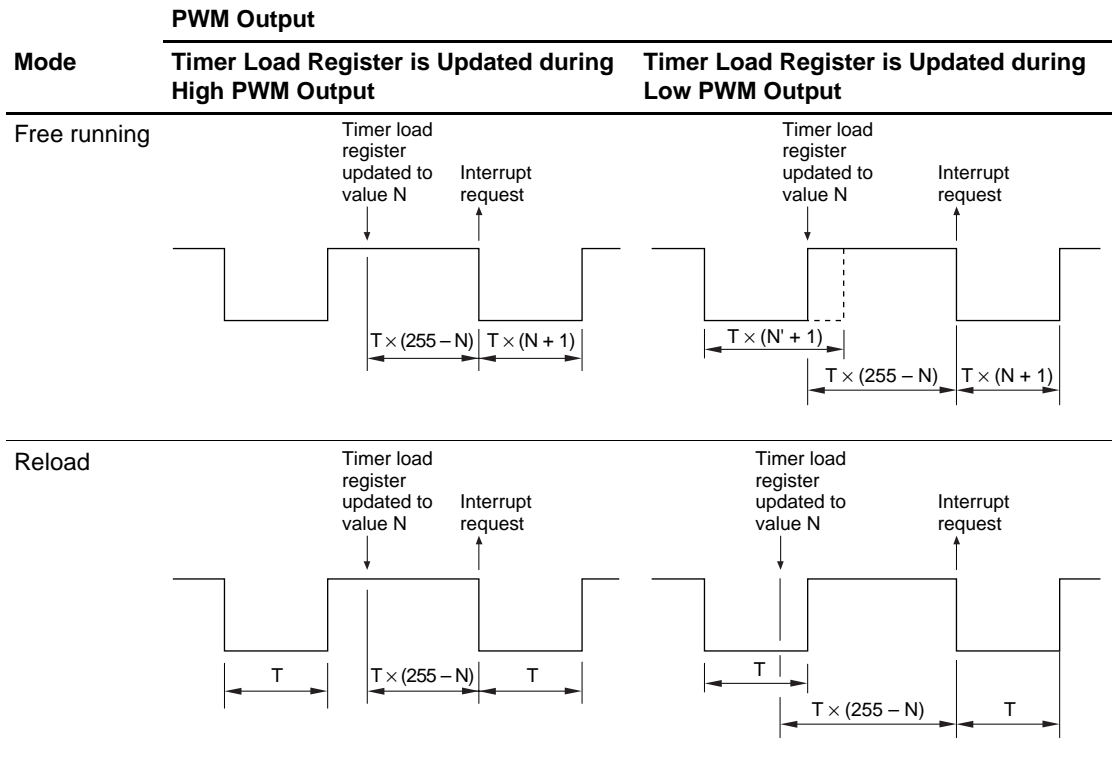 PWM Output
Mode
Timer Load Register is Updated during
High PWM Output
Timer Load Register is Updated during
Low PWM Output
Free running
Timer load
register
updated to
value N
Interrupt
request
T × (255 – N)
T × (N + 1)
Timer load
register
updated to
value N
Interrupt
request
T × (N' + 1)
T × (255 – N)
T × (N + 1)
Reload
Timer load
register
updated to
value N
Interrupt
request
T
T × (255 – N)
T
Timer load
register
updated to
value N
Interrupt
request
T
T × (255 – N)
T